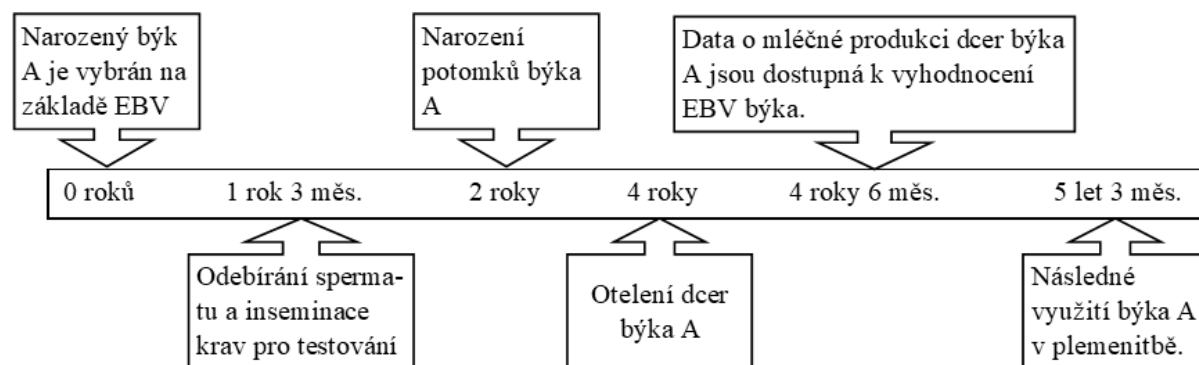 Narozený býk
A je vybrán na
základě EBV
Narození
potomků býka
A
Data o mléčné produkci dcer býka
A jsou dostupná k vyhodnocení
EBV býka.
0 roků
1 rok 3 měs.
2 roky
4 roky
4 roky 6 měs.
5 let 3 měs.
Odebírání sperma-
tu a inseminace
krav pro testování
Otelení dcer
býka A
Následné
využití býka A
v plemenitbě.